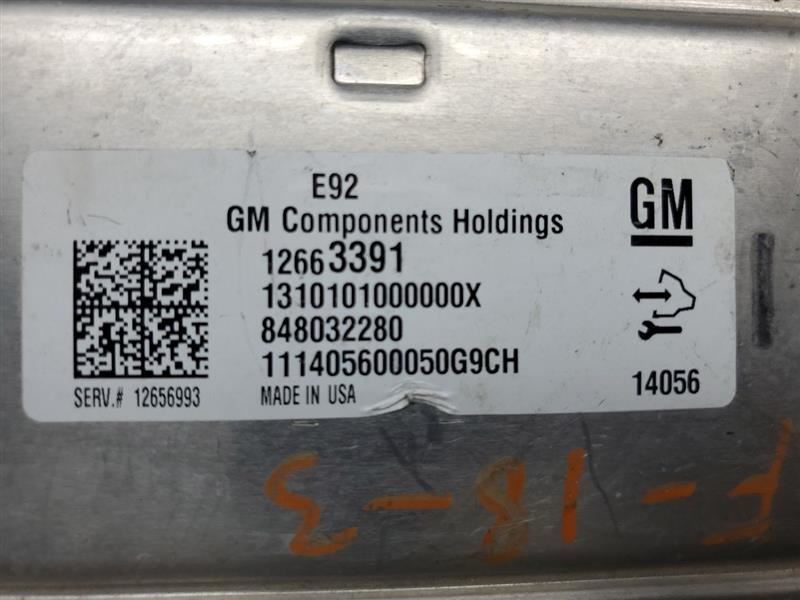 E92
GM Components Holdings
GM
12663391
1310101000000X
848032280
111405600050G9CH
SERV.# 12656993
MADE IN USA
14056
F-18-3